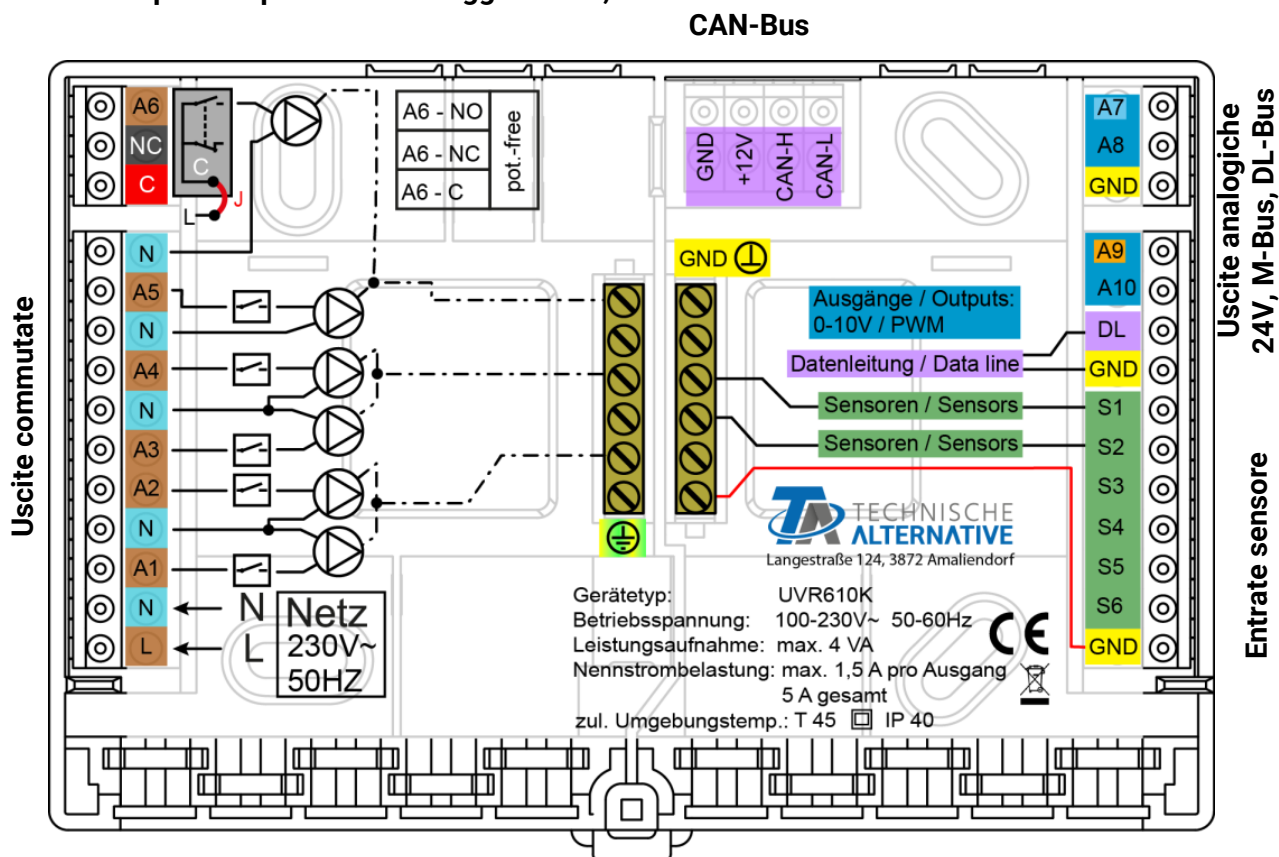 CAN-Bus
A6
NC
C
C
J
L
A6 - NO
A6 - NC
A6 - C
pot.-free
GND
+12V
CAN-H
CAN-L
A7
A8
GND
Uscite analogiche
24V, M-Bus, DL-Bus
Uscite commutate
N
A5
N
A4
N
A3
A2
N
A1
N
L
N
L
Netz
230V~
50HZ
GND
Ausgänge / Outputs:
0-10V / PWM
Datenleitung / Data line
Sensoren / Sensors
Sensoren / Sensors
A9
A10
DL
GND
S1
S2
S3
S4
S5
S6
GND
Entrate sensore
TA TECHNISCHE
ALTERNATIVE
Langestraße 124, 3872 Amaliendorf
Gerätetyp: UVR610K
Betriebsspannung: 100-230V~ 50-60Hz
Leistungsaufnahme: max. 4 VA
Nennstrombelastung: max. 1,5 A pro Ausgang
5 A gesamt
zul. Umgebungstemp.: T 45 IP 40
CE